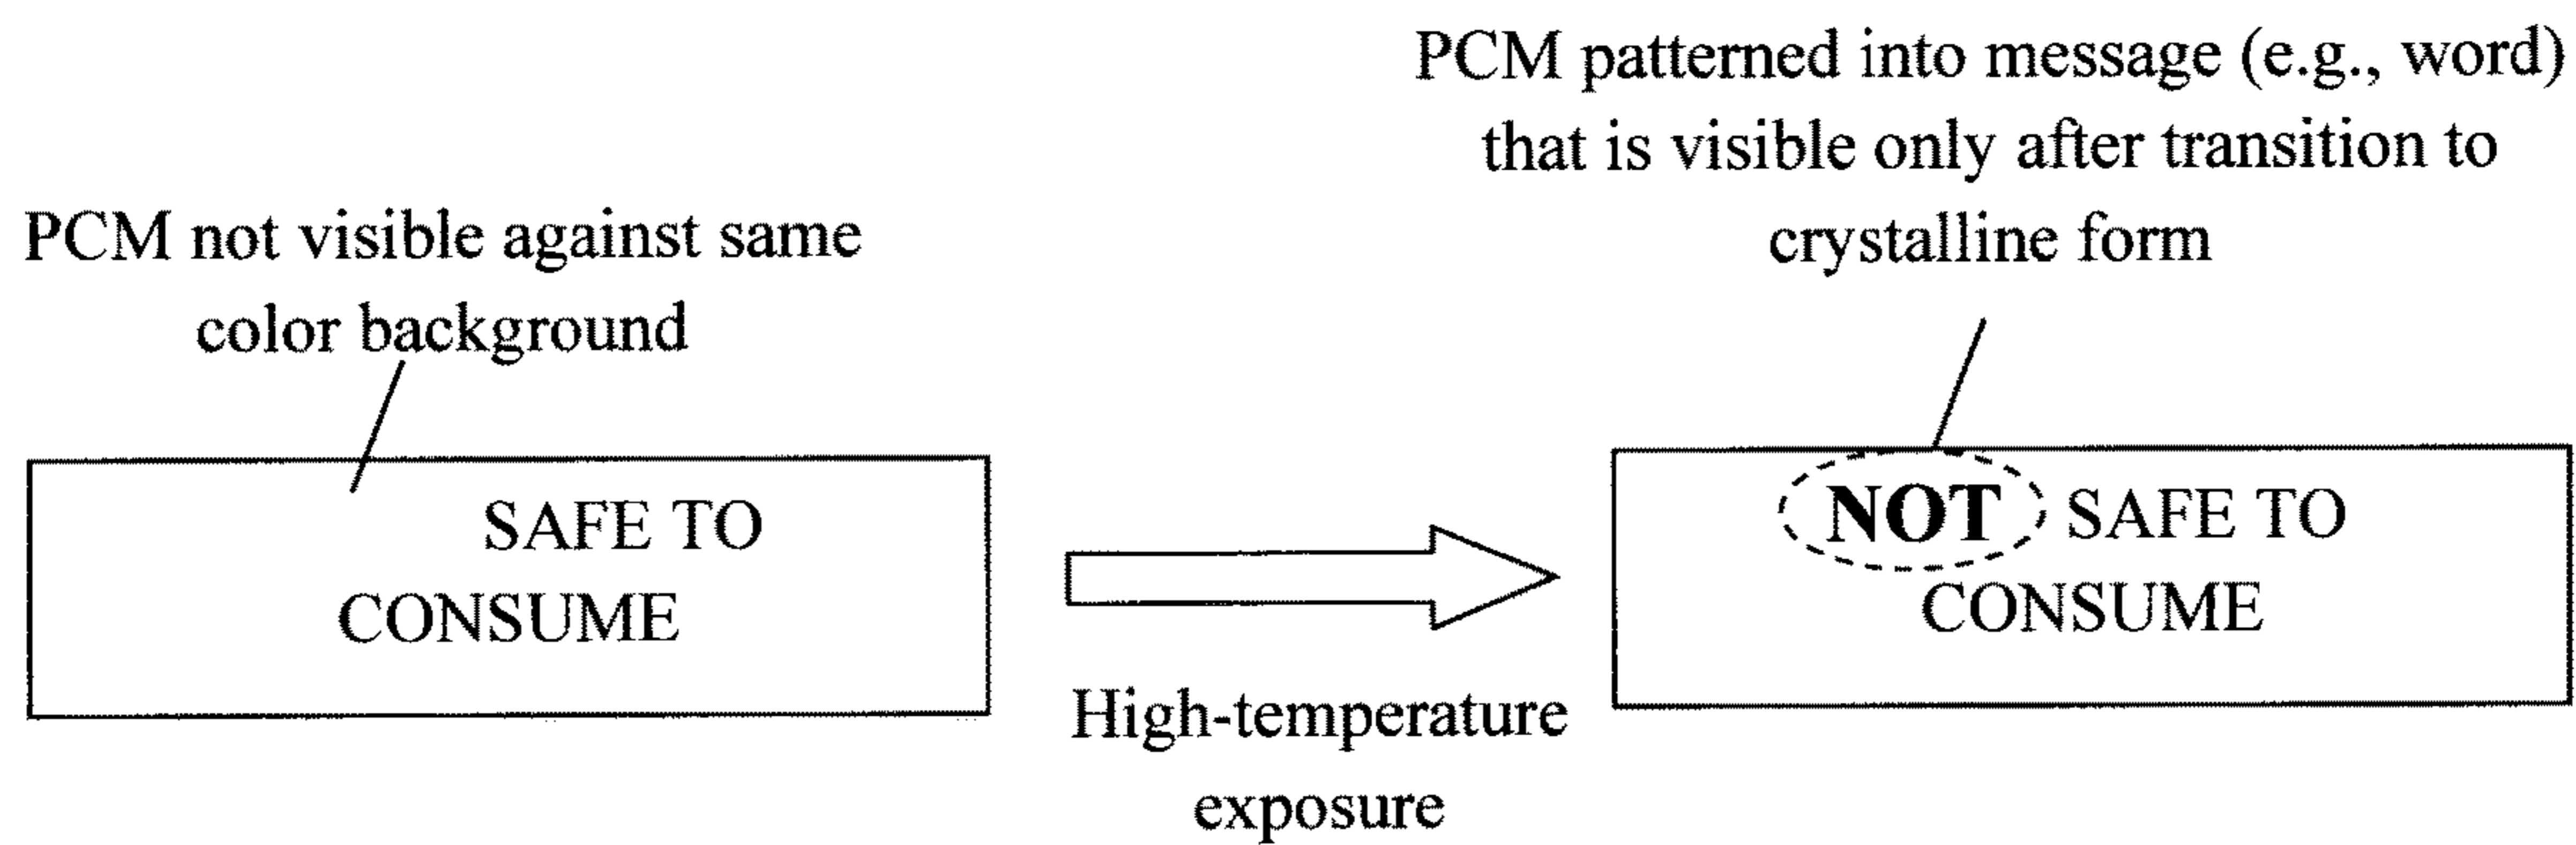 PCM not visible against same
color background
SAFE TO
CONSUME
High-temperature
exposure
PCM patterned into message (e.g., word)
that is visible only after transition to
crystalline form
NOT SAFE TO
CONSUME